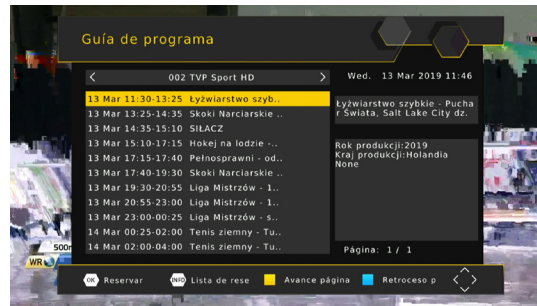 Guía de programa
002 TVP Sport HD
Wed. 13 Mar 2019 11:46
13 Mar 11:30-13:25 Łyżwiarstwo szyb..
13 Mar 13:25-14:35 Skoki Narciarskie ..
13 Mar 14:35-15:10 SIŁACZ
13 Mar 15:10-17:15 Hokej na lodzie -..
13 Mar 17:15-17:40 Pełnosprawni - od..
13 Mar 17:40-19:30 Skoki Narciarskie ..
13 Mar 19:30-20:55 Liga Mistrzów - 1..
13 Mar 20:55-23:00 Liga Mistrzów - 1..
13 Mar 23:00-00:25 Liga Mistrzów - s..
14 Mar 00:25-02:00 Tenis ziemny - Tu..
14 Mar 02:00-04:00 Tenis ziemny - Tu..
Łyżwiarstwo szybkie - Pucha
r Świata, Salt Lake City dz.
Rok produkcji:2019
Kraj produkcji:Holandia
None
Página: 1/ 1
500m
WR
OK Reservar
INFO Lista de rese
Avance página
Retroceso p